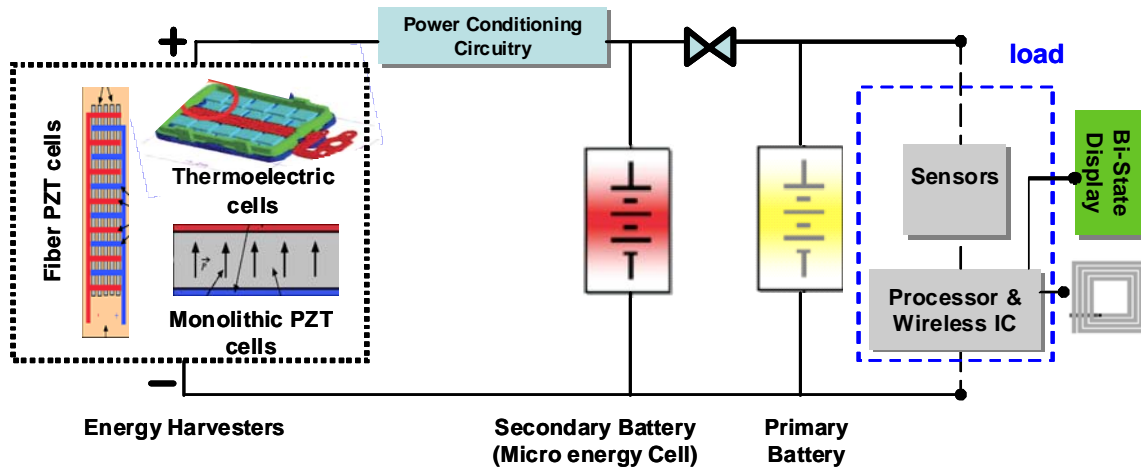 Power Conditioning
Circuitry
+
load
Fiber PZT cells
Thermoelectric
cells
Monolithic PZT
cells
Sensors
Bi-State
Display
Processor &
Wireless IC
−
Energy Harvesters
Secondary Battery
(Micro energy Cell)
Primary
Battery